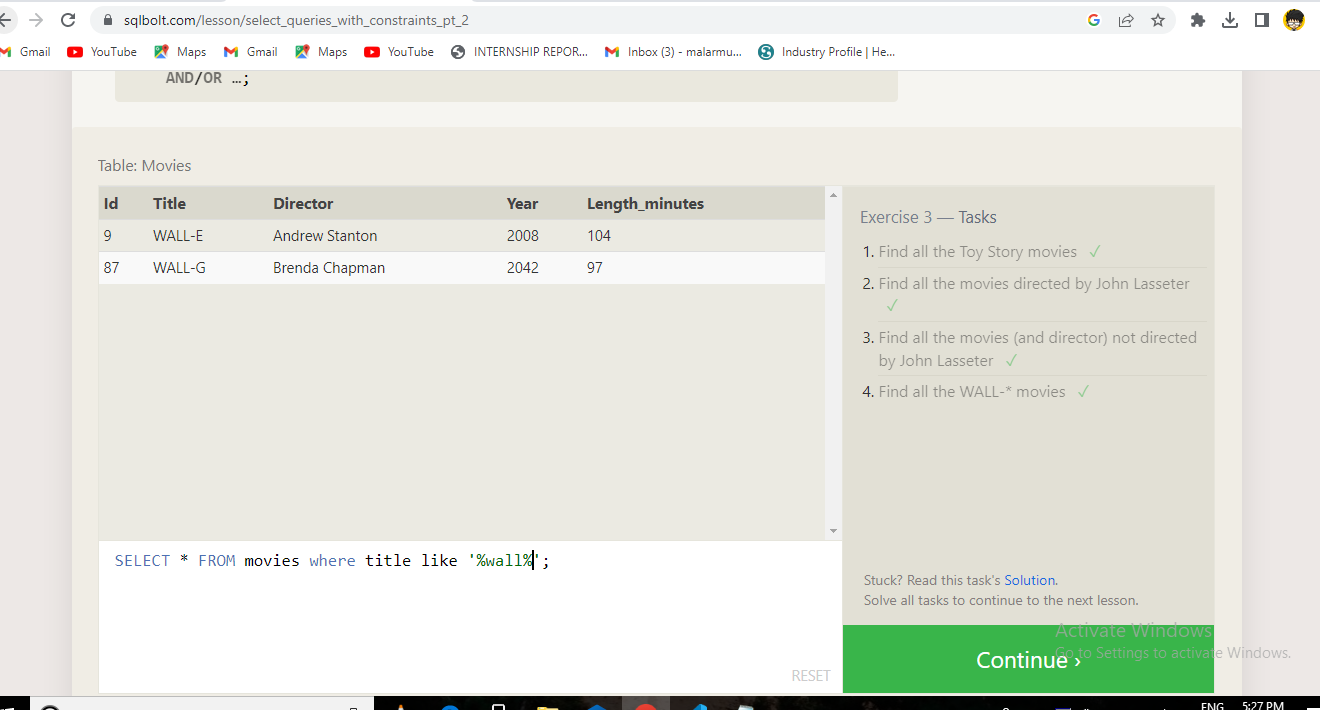 sqlbolt.com/lesson/select_queries_with_constraints_pt_2
Gmail YouTube Maps Gmail Maps YouTube INTERNSHIP REPOR... Inbox (3) - malarmu... Industry Profile | He...
AND/OR …;
Table: Movies
Id Title Director Year Length_minutes
9 WALL-E Andrew Stanton 2008 104
87 WALL-G Brenda Chapman 2042 97
Exercise 3 — Tasks
1. Find all the Toy Story movies ✓
2. Find all the movies directed by John Lasseter
✓
3. Find all the movies (and director) not directed
by John Lasseter ✓
4. Find all the WALL-* movies ✓
SELECT * FROM movies where title like '%wall%';
RESET
Stuck? Read this task's Solution.
Solve all tasks to continue to the next lesson.
Continue ›
Activate Windows
Go to Settings to activate Windows.
ENG 5:27 PM